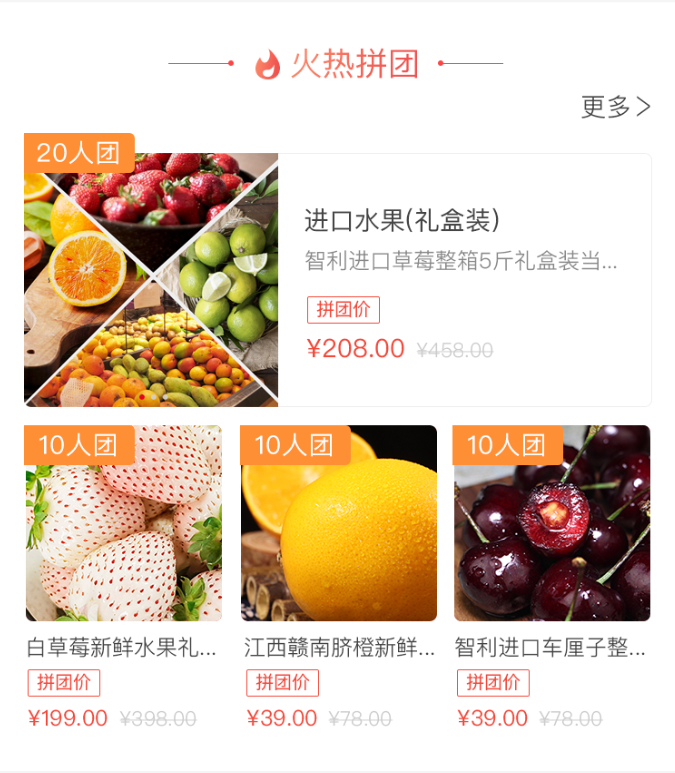 火热拼团
更多
20人团
进口水果(礼盒装)
智利进口草莓整箱5斤礼盒装当...
拼团价
¥208.00 ¥458.00
10人团
10人团
10人团
白草莓新鲜水果礼...
江西赣南脐橙新鲜...
智利进口车厘子整...
拼团价
拼团价
拼团价
¥199.00 ¥398.00
¥39.00 ¥78.00
¥39.00 ¥78.00